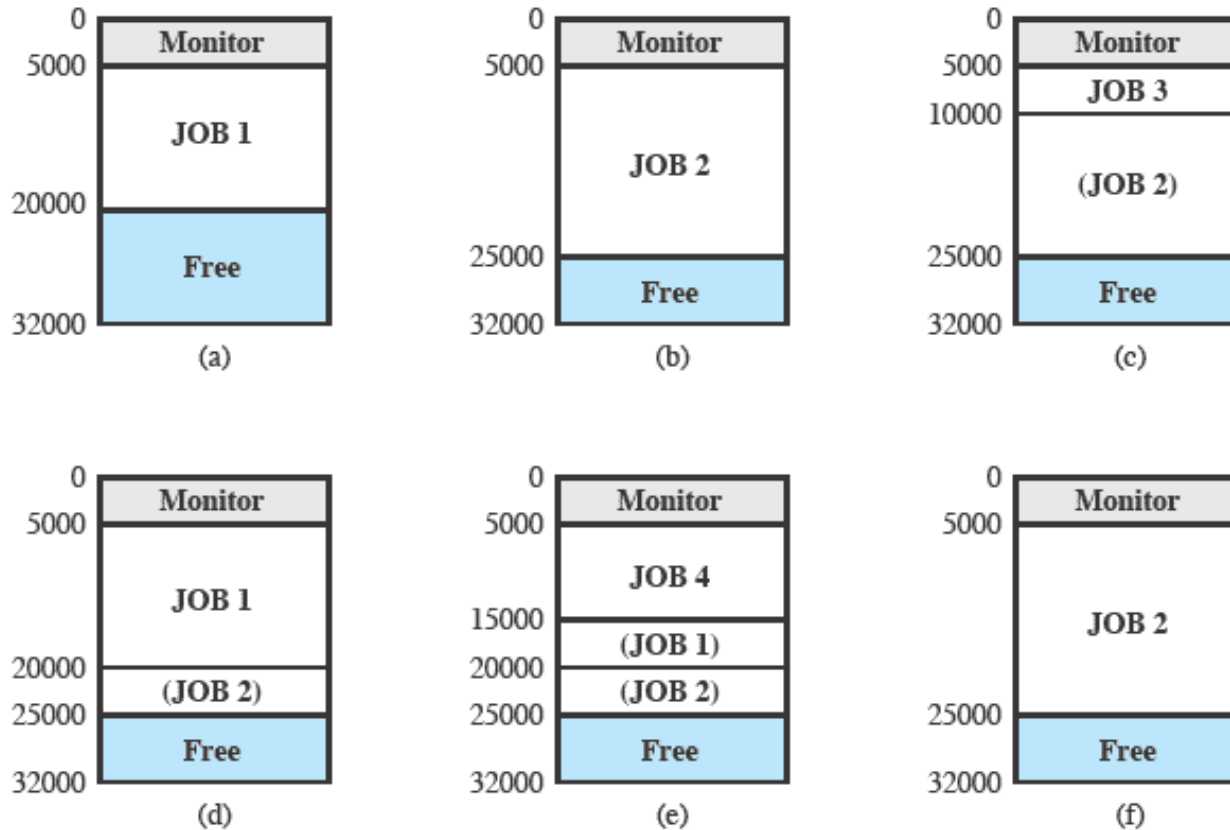 0
Monitor
5000
JOB 1
20000
Free
32000
(a)
0
Monitor
5000
JOB 2
25000
Free
32000
(b)
0
Monitor
5000
JOB 3
10000
(JOB 2)
25000
Free
32000
(c)
0
Monitor
5000
JOB 1
20000
(JOB 2)
25000
Free
32000
(d)
0
Monitor
5000
JOB 4
15000
(JOB 1)
20000
(JOB 2)
25000
Free
32000
(e)
0
Monitor
5000
JOB 2
25000
Free
32000
(f)